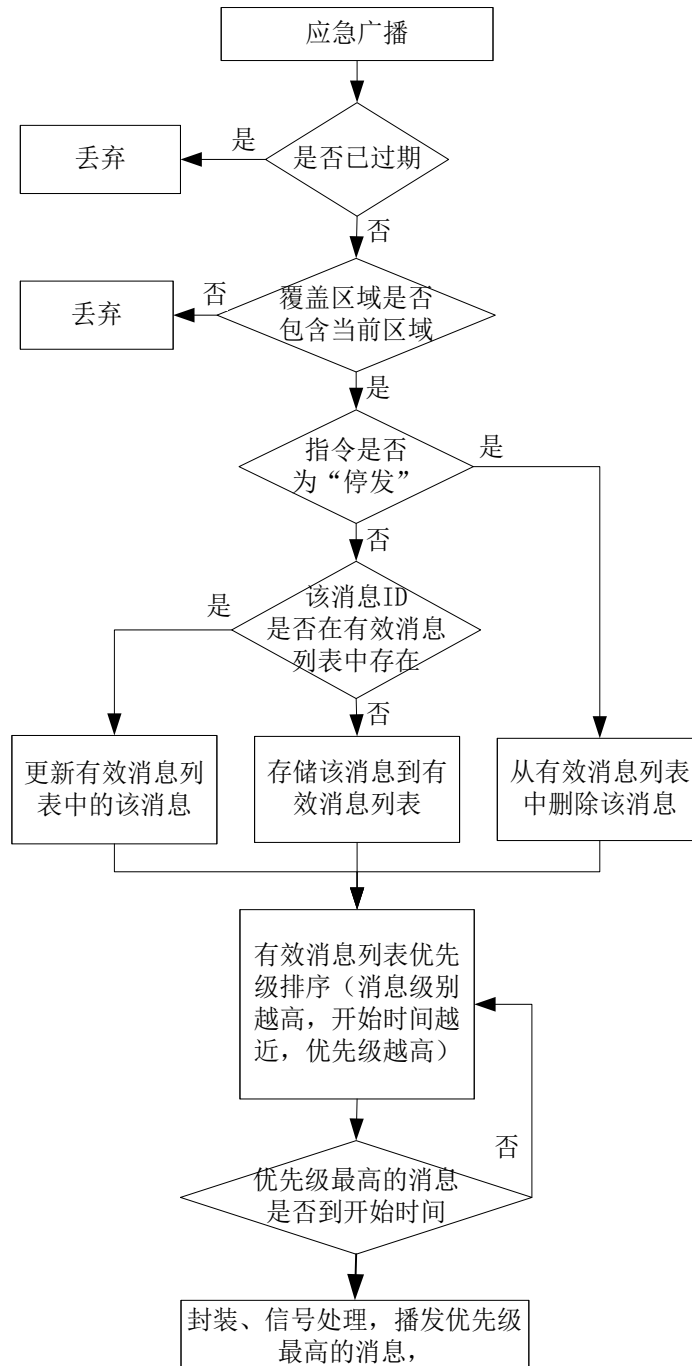 应急广播
是否已过期
是
丢弃
否
覆盖区域是否
包含当前区域
否
丢弃
是
指令是否
为“停发”
是
否
该消息ID
是否在有效消息
列表中存在
是
否
更新有效消息列
表中的该消息
存储该消息到有
效消息列表
从有效消息列表
中删除该消息
有效消息列表优先
级排序（消息级别
越高，开始时间越
近，优先级越高）
否
优先级最高的消息
是否到开始时间
封装、信号处理，播发优先级
最高的消息，